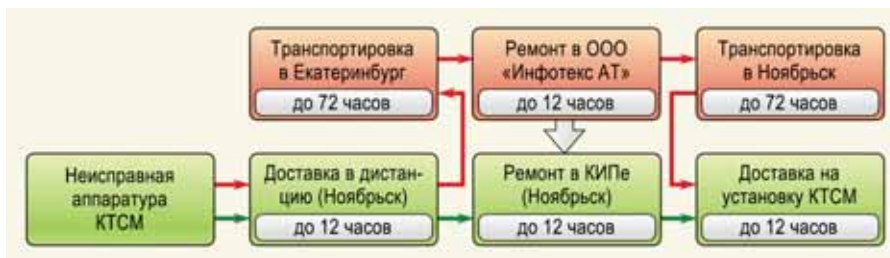 Транспортировка
в Екатеринбург
до 72 часов
Ремонт в ООО
«Инфотекс АТ»
до 12 часов
Транспортировка
в Ноябрьск
до 72 часов
Неисправная
аппаратура
КТСМ
Доставка в дистан-
цию (Ноябрьск)
до 12 часов
Ремонт в КИПе
(Ноябрьск)
до 12 часов
Доставка на
установку КТСМ
до 12 часов